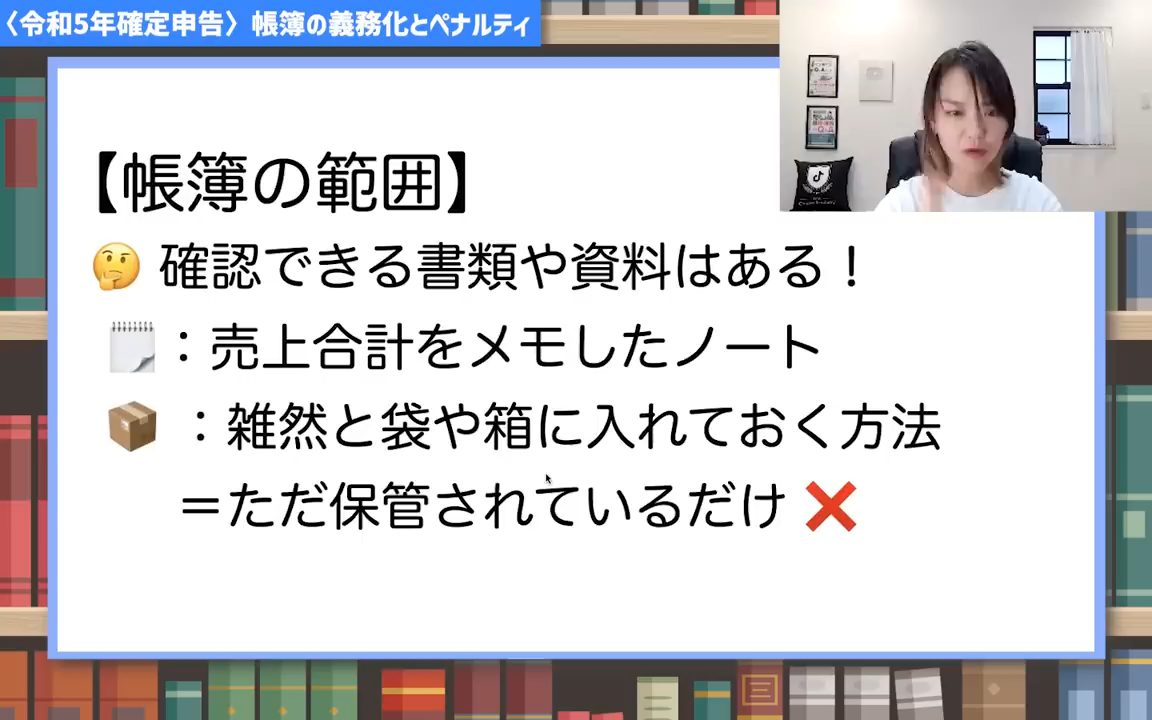 〈令和5年確定申告〉帳簿の義務化とペナルティ
【帳簿の範囲】
🤔 確認できる書類や資料はある！
🗒️：売上合計をメモしたノート
📦：雑然と袋や箱に入れておく方法
＝ただ保管されているだけ ❌